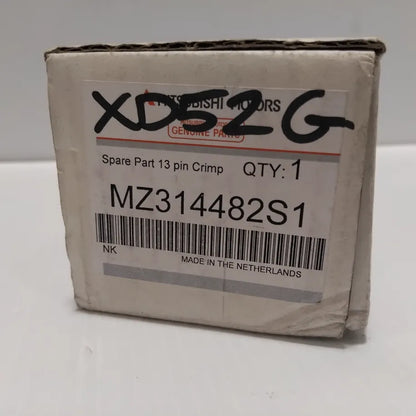 MITSUBISHI MOTORS
XD52G
GENUINE PARTS
Spare Part 13 pin Crimp QTY: 1
MZ314482S1
NK
MADE IN THE NETHERLANDS